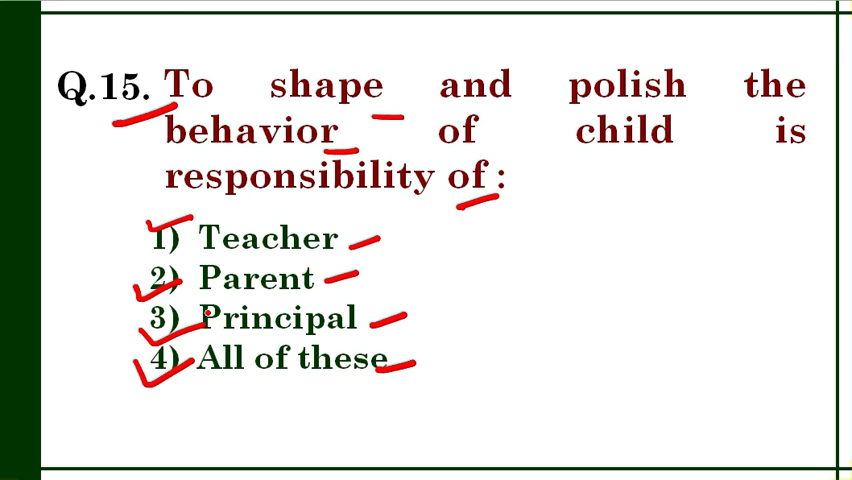 Q.15. To shape and polish the
behavior of child is
responsibility of :
1) Teacher
2) Parent
3) Principal
4) All of these